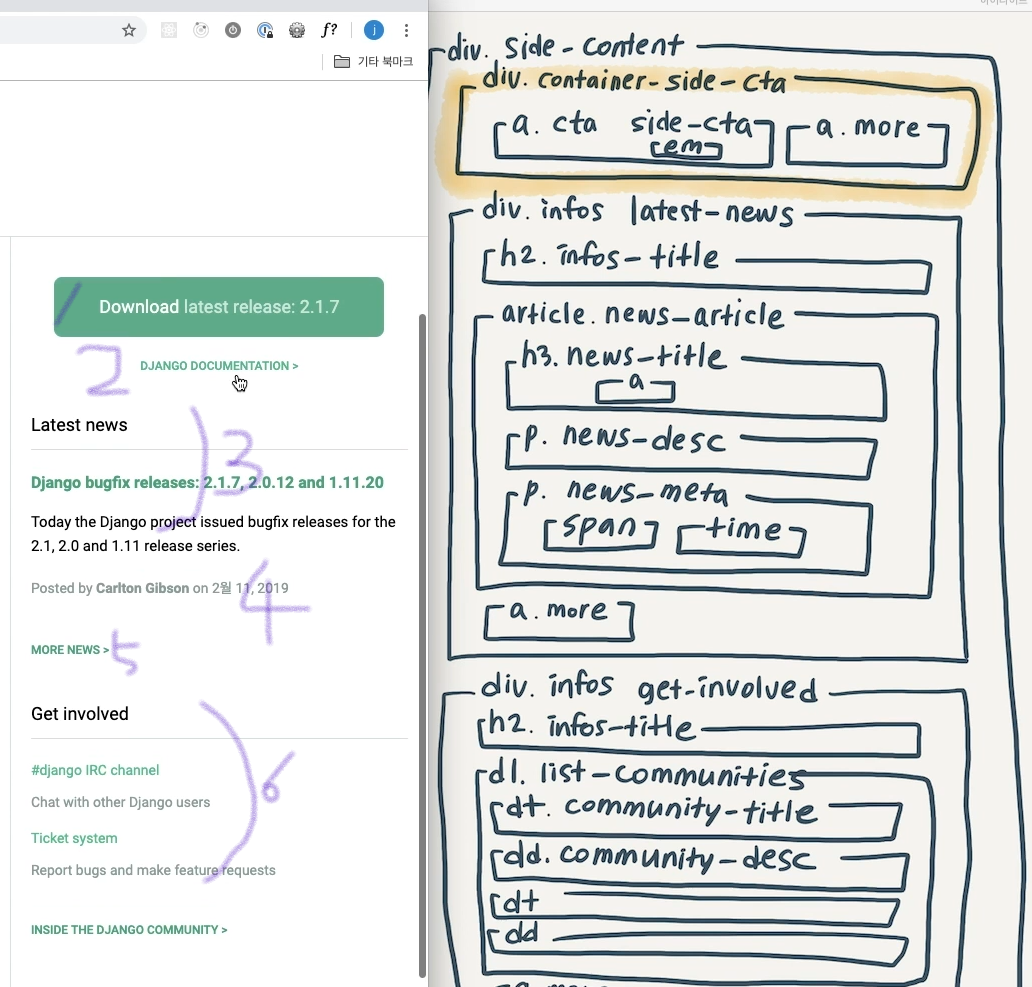 f?
j
기타 북마크
Download latest release: 2.1.7
DJANGO DOCUMENTATION >
2
Latest news
3
Django bugfix releases: 2.1.7, 2.0.12 and 1.11.20
Today the Django project issued bugfix releases for the
2.1, 2.0 and 1.11 release series.
Posted by Carlton Gibson on 2월 11, 2019
4
MORE NEWS >
5
Get involved
#django IRC channel
6
Chat with other Django users
Ticket system
Report bugs and make feature requests
INSIDE THE DJANGO COMMUNITY >
div. side-content
div. container-side-cta
a. cta side-cta
em
a. more
div. infos latest-news
h2. infos-title
article. news_article
h3. news-title
a
p. news-desc
p. news-meta
span
time
a. more
div. infos get-involved
h2. infos-title
dl. list-communities
dt. community-title
dd. community-desc
dt
dd